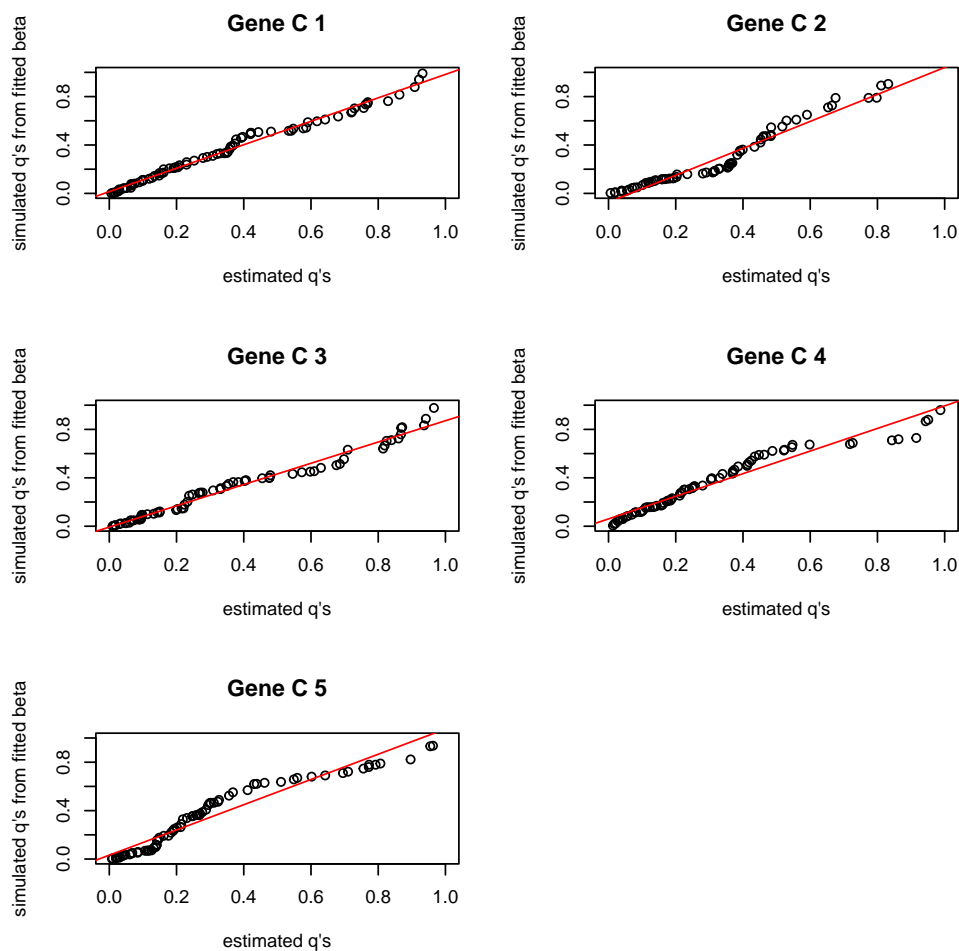 Gene C 1
simulated q's from fitted beta
0.0 0.4 0.8
0.0 0.2 0.4 0.6 0.8 1.0
estimated q's
Gene C 2
simulated q's from fitted beta
0.0 0.4 0.8
0.0 0.2 0.4 0.6 0.8 1.0
estimated q's
Gene C 3
simulated q's from fitted beta
0.0 0.4 0.8
0.0 0.2 0.4 0.6 0.8 1.0
estimated q's
Gene C 4
simulated q's from fitted beta
0.0 0.4 0.8
0.0 0.2 0.4 0.6 0.8 1.0
estimated q's
Gene C 5
simulated q's from fitted beta
0.0 0.4 0.8
0.0 0.2 0.4 0.6 0.8 1.0
estimated q's